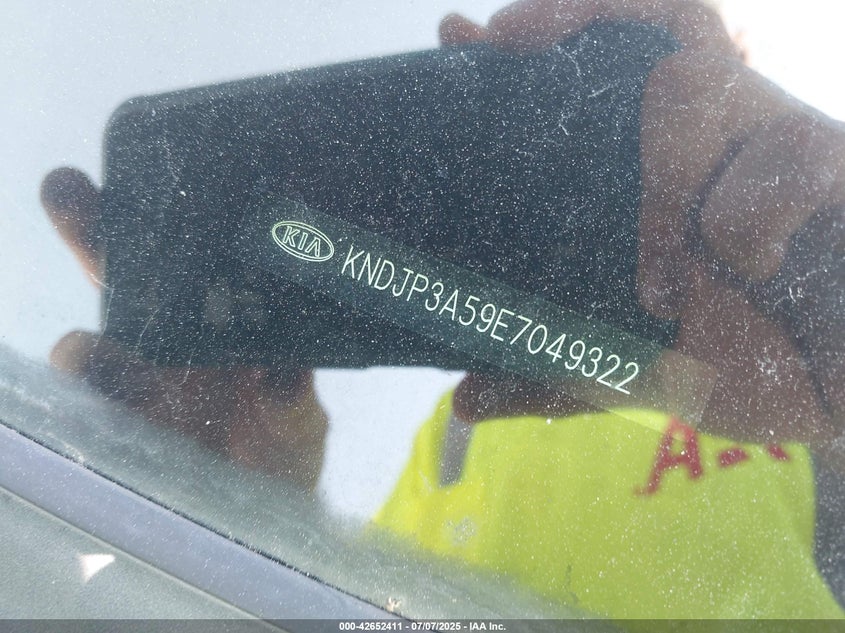 KIA
KNDJP3A59E7049322
A
000-42652411 - 07/07/2025 - IAA Inc.